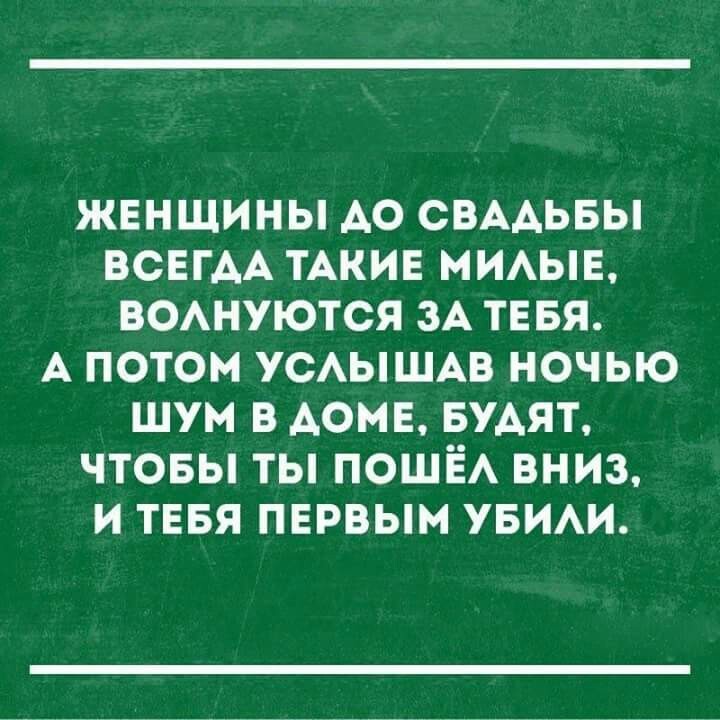 ЖЕНЩИНЫ ДО СВАДЬБЫ
ВСЕГДА ТАКИЕ МИЛЫЕ,
ВОЛНУЮТСЯ ЗА ТЕБЯ.
А ПОТОМ УСЛЫШАВ НОЧЬЮ
ШУМ В ДОМЕ, БУДЯТ,
ЧТОБЫ ТЫ ПОШЁЛ ВНИЗ,
И ТЕБЯ ПЕРВЫМ УБИЛИ.